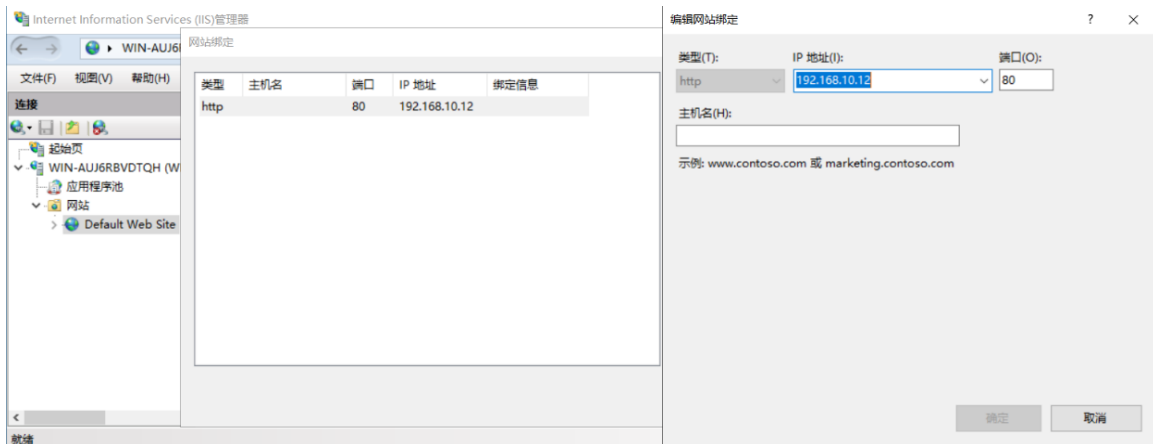 Internet Information Services (IIS)管理器
WIN-AUJ6
文件(F) 视图(V) 帮助(H)
连接
起始页
WIN-AUJ6RBVDTQH (W
应用程序池
网站
Default Web Site
就绪
网站绑定
类型 主机名 端口 IP 地址 绑定信息
http 80 192.168.10.12
编辑网站绑定
? ×
类型(T): IP 地址(I): 端口(O):
http 192.168.10.12 80
主机名(H):
示例: www.contoso.com 或 marketing.contoso.com
确定 取消